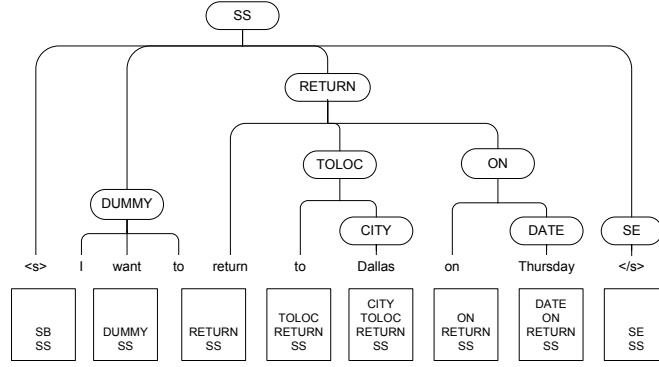 SS
RETURN
TOLOC ON
DUMMY CITY DATE SE
<s> I want to return to Dallas on Thursday </s>
SB
SS
DUMMY
SS
RETURN
SS
TOLOC
RETURN
SS
CITY
TOLOC
RETURN
SS
ON
RETURN
SS
DATE
ON
RETURN
SS
SE
SS